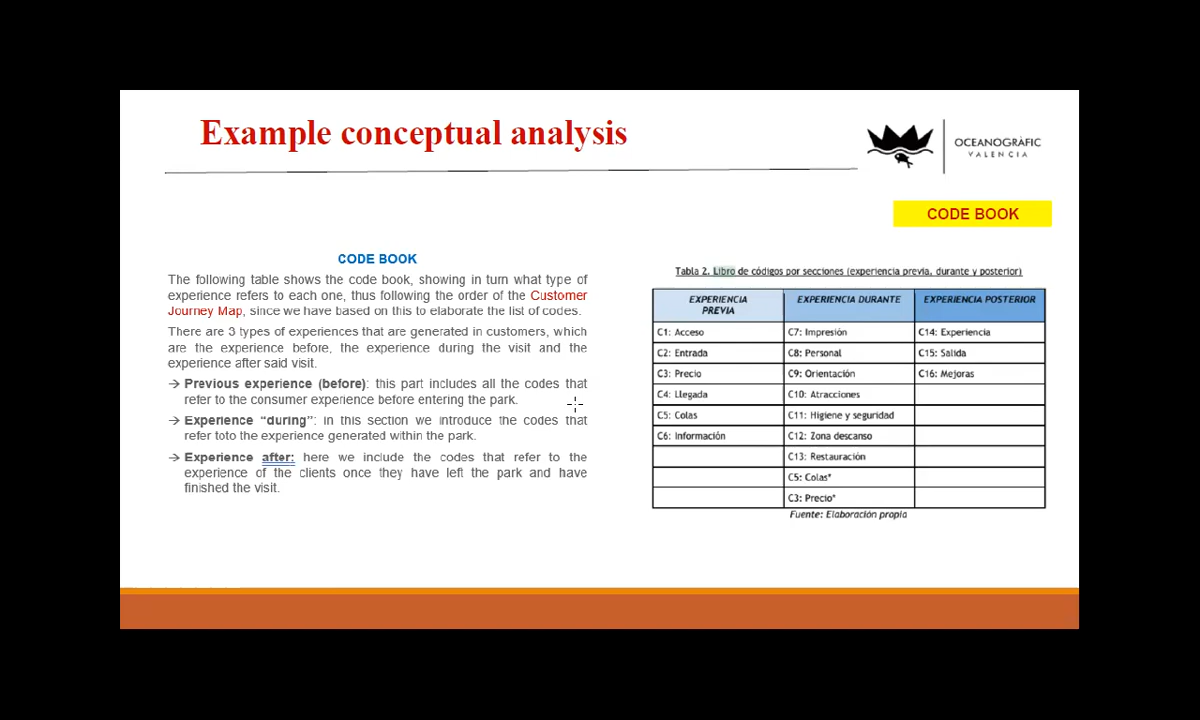 Example conceptual analysis
OCEANOGRÀFIC
VALENCIA
CODE BOOK
CODE BOOK
The following table shows the code book, showing in turn what type of
experience refers to each one, thus following the order of the Customer
Journey Map, since we have based on this to elaborate the list of codes.
There are 3 types of experiences that are generated in customers, which
are the experience before, the experience during the visit and the
experience after said visit.
→ Previous experience (before): this part includes all the codes that
refer to the consumer experience before entering the park.
→ Experience “during”: in this section we introduce the codes that
refer toto the experience generated within the park.
→ Experience after: here we include the codes that refer to the
experience of the clients once they have left the park and have
finished the visit.
Tabla 2. Libro de códigos por secciones (experiencia previa, durante y posterior)
EXPERIENCIA PREVIA EXPERIENCIA DURANTE EXPERIENCIA POSTERIOR
C1: Acceso C7: Impresión C14: Experiencia
C2: Entrada C8: Personal C15: Salida
C3: Precio C9: Orientación C16: Mejoras
C4: Llegada C10: Atracciones
C5: Colas C11: Higiene y seguridad
C6: Información C12: Zona descanso
C13: Restauración
C5: Colas*
C3: Precio*
Fuente: Elaboración propia